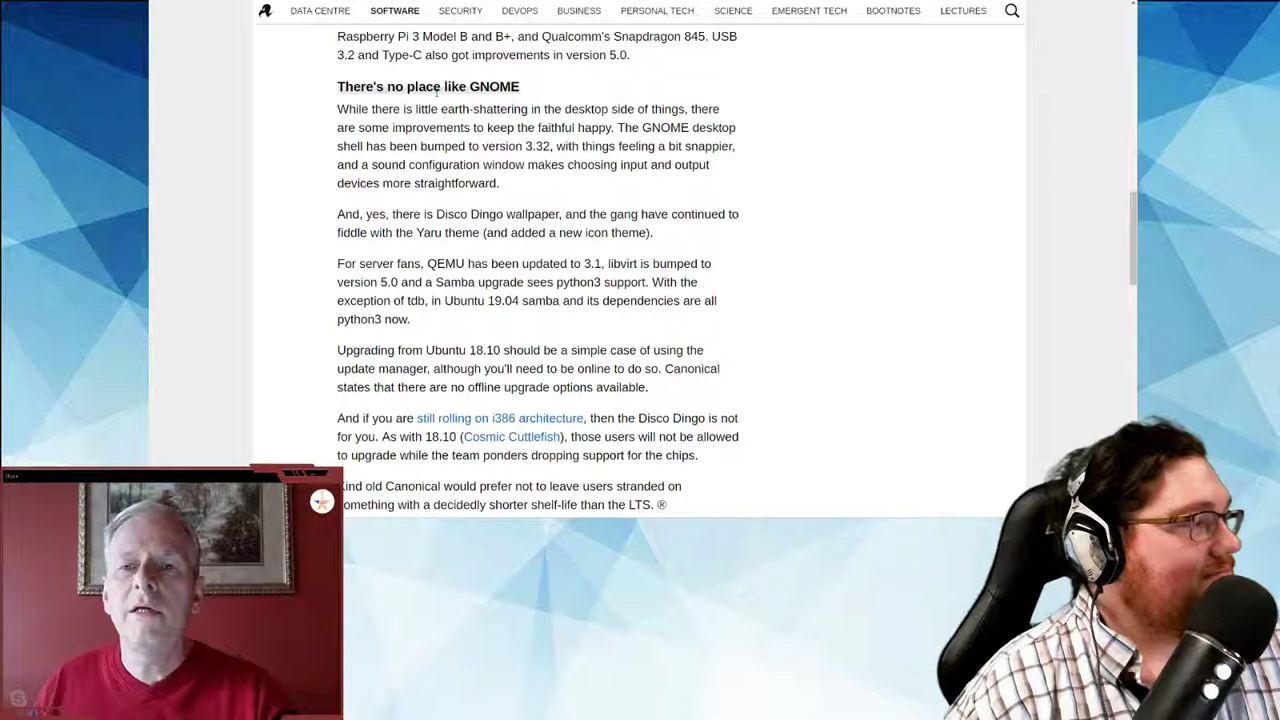 DATA CENTRE SOFTWARE SECURITY DEVOPS BUSINESS PERSONAL TECH SCIENCE EMERGENT TECH BOOTNOTES LECTURES
Raspberry Pi 3 Model B and B+, and Qualcomm's Snapdragon 845. USB
3.2 and Type-C also got improvements in version 5.0.
There's no place like GNOME
While there is little earth-shattering in the desktop side of things, there
are some improvements to keep the faithful happy. The GNOME desktop
shell has been bumped to version 3.32, with things feeling a bit snappier,
and a sound configuration window makes choosing input and output
devices more straightforward.
And, yes, there is Disco Dingo wallpaper, and the gang have continued to
fiddle with the Yaru theme (and added a new icon theme).
For server fans, QEMU has been updated to 3.1, libvirt is bumped to
version 5.0 and a Samba upgrade sees python3 support. With the
exception of tdb, in Ubuntu 19.04 samba and its dependencies are all
python3 now.
Upgrading from Ubuntu 18.10 should be a simple case of using the
update manager, although you'll need to be online to do so. Canonical
states that there are no offline upgrade options available.
And if you are still rolling on i386 architecture, then the Disco Dingo is not
for you. As with 18.10 (Cosmic Cuttlefish), those users will not be allowed
to upgrade while the team ponders dropping support for the chips.
Kind old Canonical would prefer not to leave users stranded on
something with a decidedly shorter shelf-life than the LTS. ®